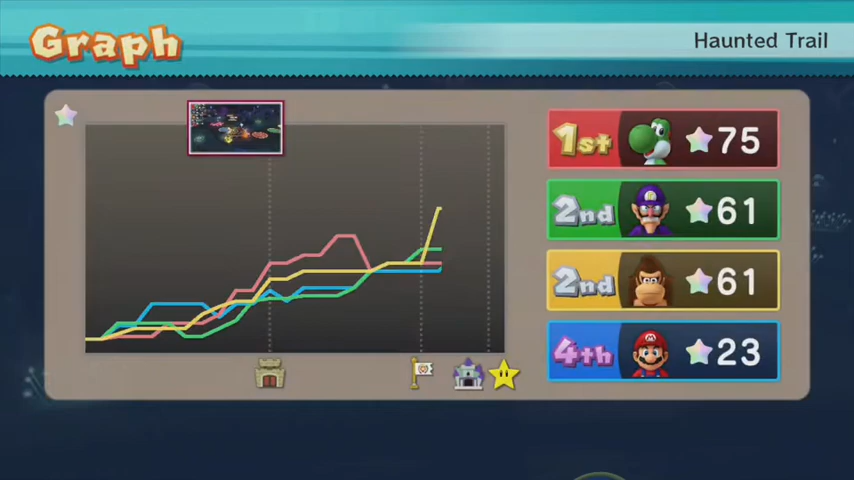 Graph
Haunted Trail
1st 75
2nd 61
2nd 61
4th 23